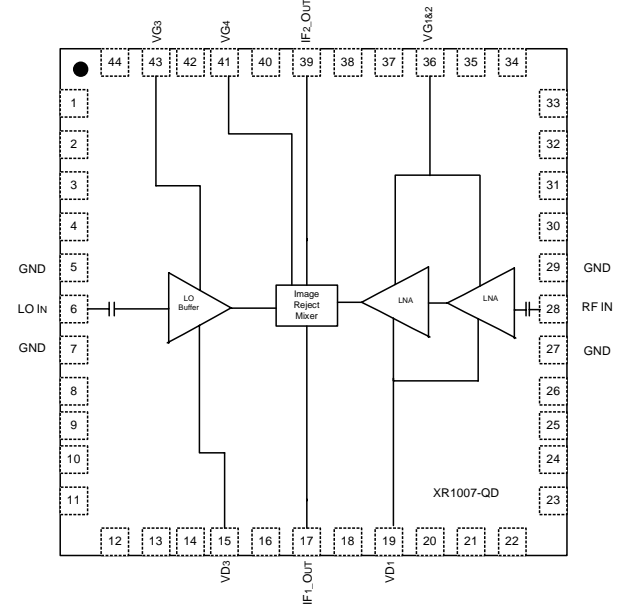 VG3
VG4
IF2_OUT
VG1&2
44
43
42
41
40
39
38
37
36
35
34
1
33
2
32
3
31
4
30
GND
5
29
GND
LO IN
6
LO
Buffer
Image
Reject
Mixer
LNA
LNA
28
RF IN
GND
7
27
GND
8
26
9
25
10
24
11
XR1007-QD
23
12
13
14
15
16
17
18
19
20
21
22
VD3
IF1_OUT
VD1